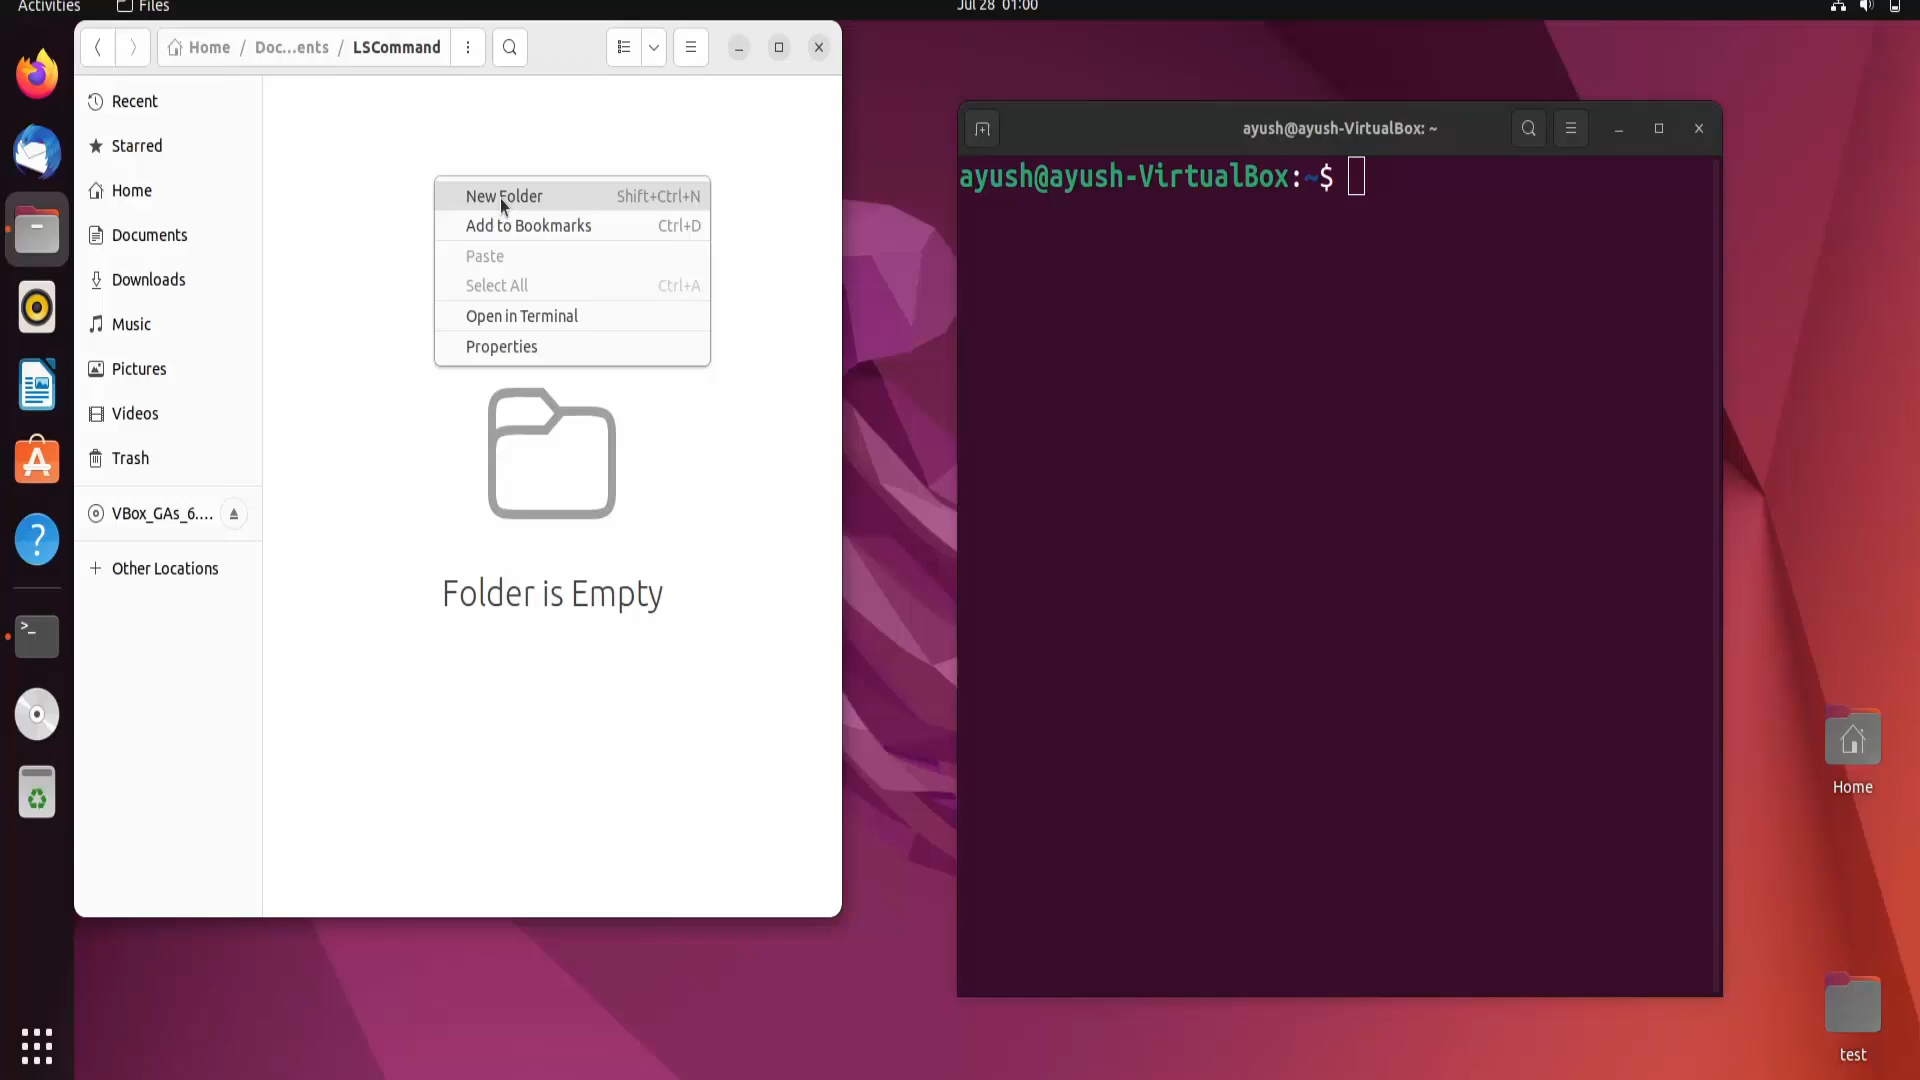 Activities
Files
Jul 28 01:00
Home / Doc...ents / LSCommand
Recent
Starred
Home
Documents
Downloads
Music
Pictures
Videos
Trash
VBox_GAs_6....
Other Locations
New Folder Shift+Ctrl+N
Add to Bookmarks Ctrl+D
Paste
Select All Ctrl+A
Open in Terminal
Properties
Folder is Empty
ayush@ayush-VirtualBox: ~
ayush@ayush-VirtualBox:~$
Home
test